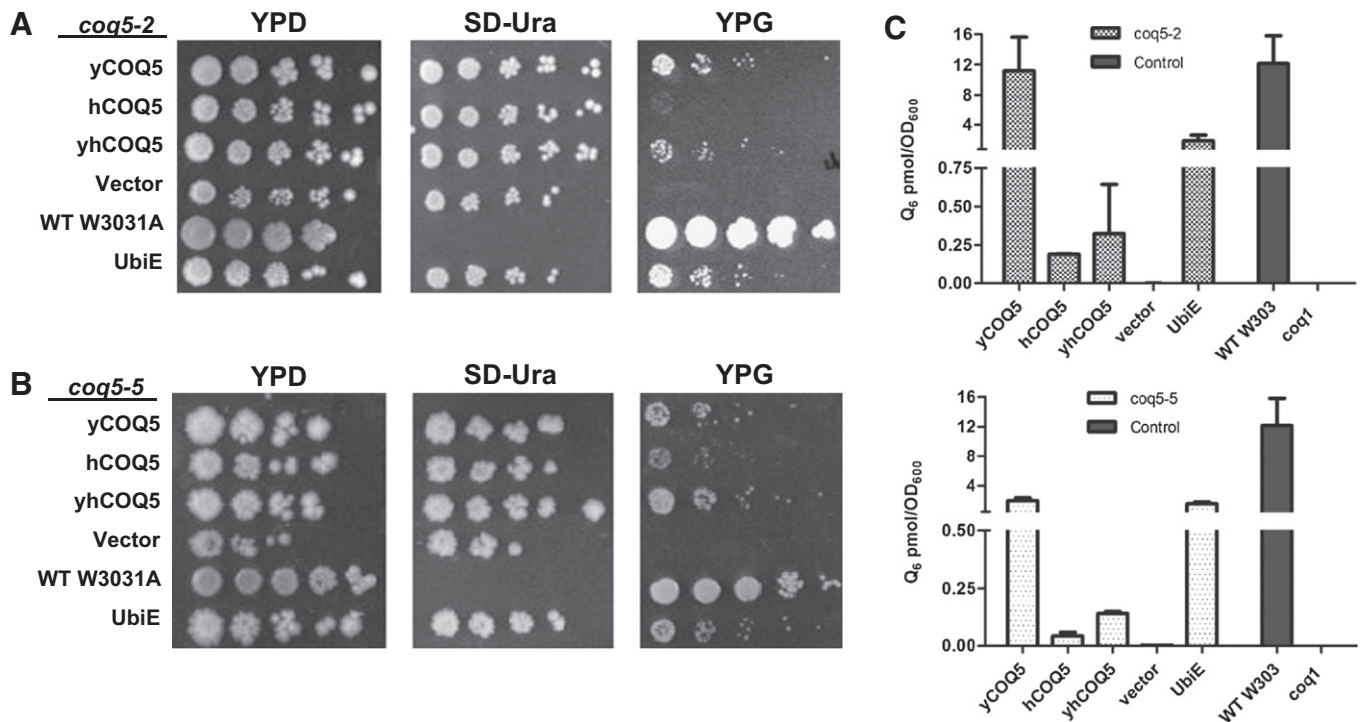 A
coq5-2
YPD
SD-Ura
YPG
yCOQ5
hCOQ5
yhCOQ5
Vector
WT W3031A
UbiE
B
coq5-5
YPD
SD-Ura
YPG
yCOQ5
hCOQ5
yhCOQ5
Vector
WT W3031A
UbiE
C
coq5-2
Control
Q6 pmol/OD600
16
12
8
4
0.75
0.50
0.25
0.00
yCOQ5
hCOQ5
yhCOQ5
vector
UbiE
WT W303
coq1
coq5-5
Control
Q6 pmol/OD600
16
12
8
4
0.50
0.25
0.00
yCOQ5
hCOQ5
yhCOQ5
vector
UbiE
WT W303
coq1